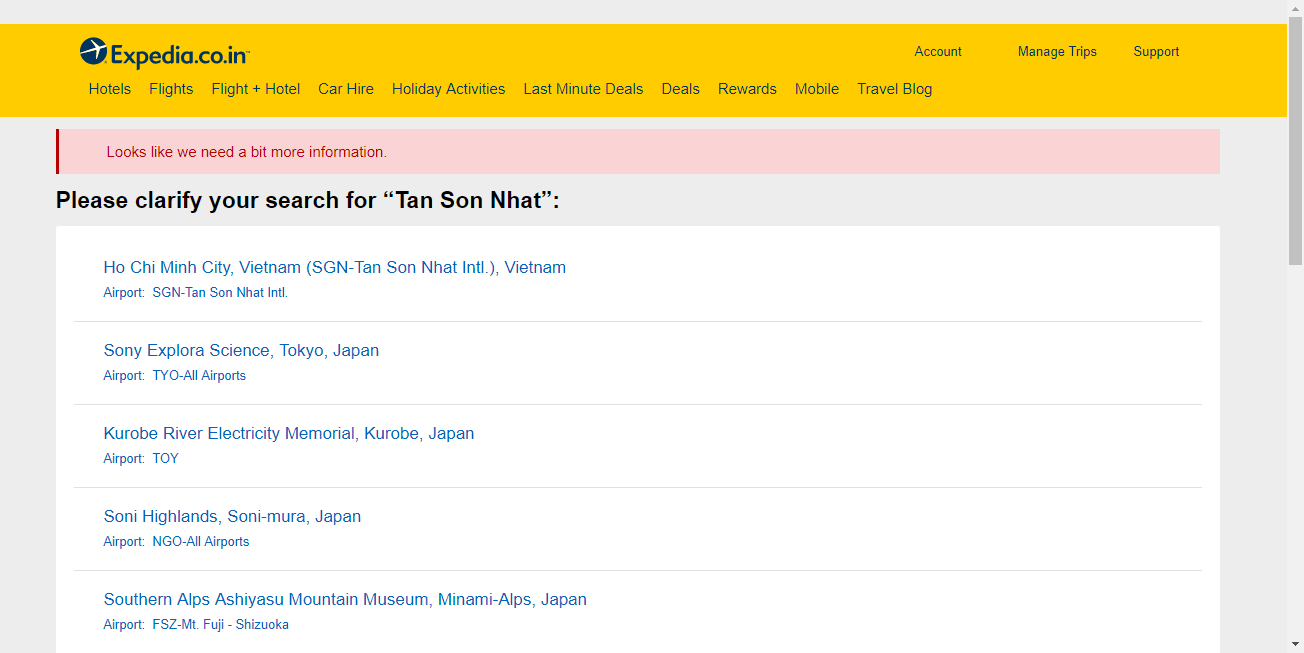 Expedia.co.in™
Account Manage Trips Support
Hotels Flights Flight + Hotel Car Hire Holiday Activities Last Minute Deals Deals Rewards Mobile Travel Blog
Looks like we need a bit more information.
Please clarify your search for “Tan Son Nhat”:
Ho Chi Minh City, Vietnam (SGN-Tan Son Nhat Intl.), Vietnam
Airport: SGN-Tan Son Nhat Intl.
Sony Explora Science, Tokyo, Japan
Airport: TYO-All Airports
Kurobe River Electricity Memorial, Kurobe, Japan
Airport: TOY
Soni Highlands, Soni-mura, Japan
Airport: NGO-All Airports
Southern Alps Ashiyasu Mountain Museum, Minami-Alps, Japan
Airport: FSZ-Mt. Fuji - Shizuoka